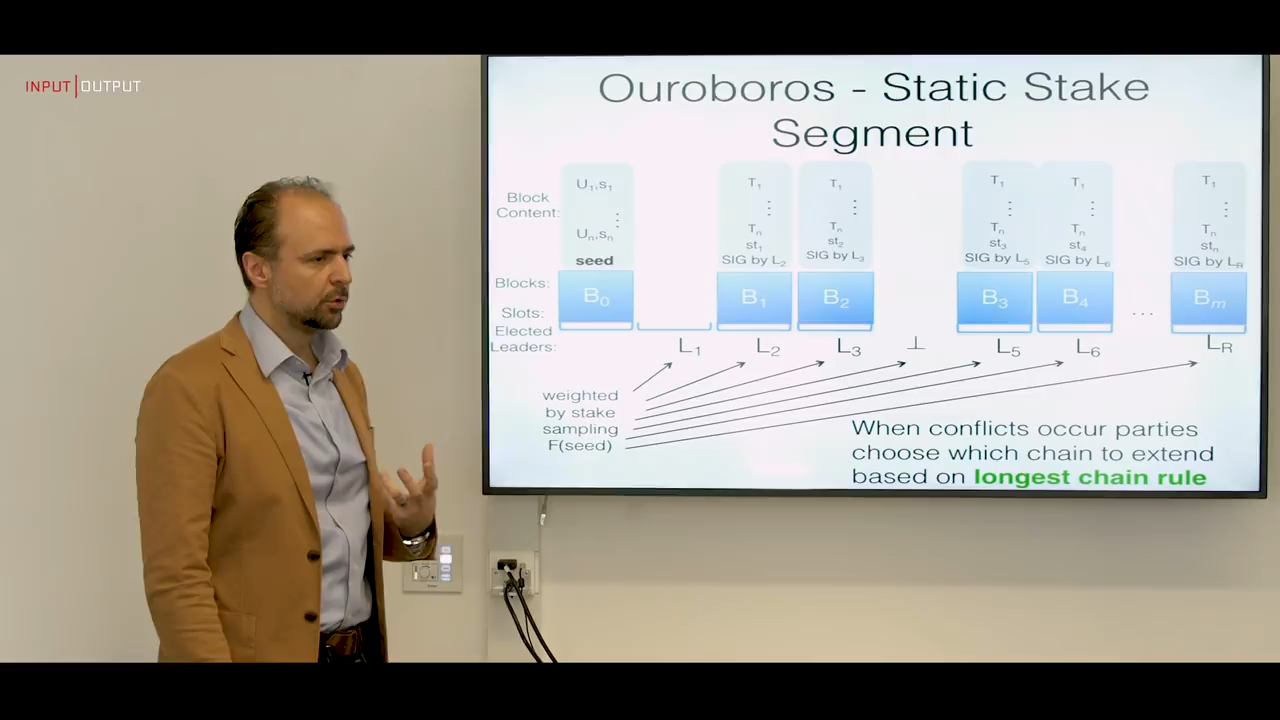 INPUT|OUTPUT
Ouroboros - Static Stake
Segment
Block
Content:
U₁,s₁
⋮
Uₙ,sₙ
seed
T₁
⋮
Tₙ
st₁
SIG by L₂
T₁
⋮
Tₙ
st₂
SIG by L₃
T₁
⋮
Tₙ
st₃
SIG by L₅
T₁
⋮
Tₙ
st₄
SIG by L₆
T₁
⋮
Tₙ
stₙ
SIG by L_R
Blocks:
B₀
B₁
B₂
B₃
B₄
...
Bₘ
Slots:
Elected
Leaders:
L₁
L₂
L₃
⊥
L₅
L₆
L_R
weighted
by stake
sampling
F(seed)
When conflicts occur parties
choose which chain to extend
based on longest chain rule